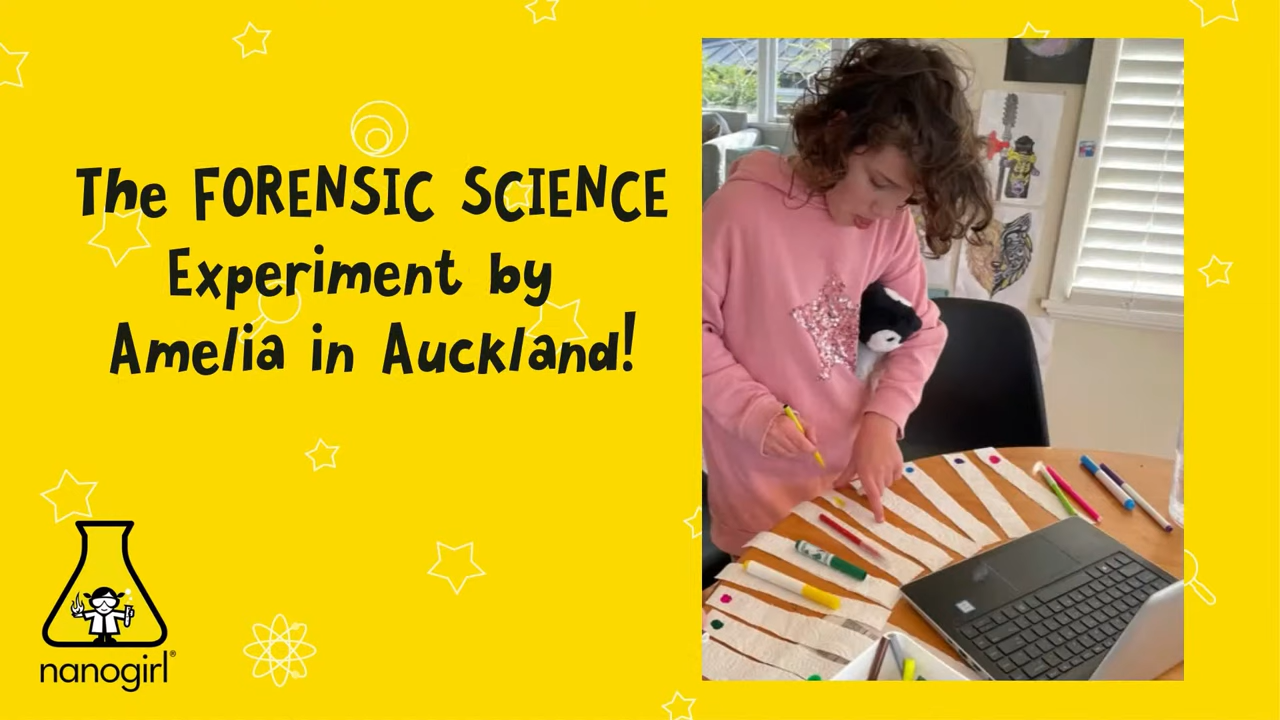 The FORENSIC SCIENCE
Experiment by
Amelia in Auckland!
nanogirl®